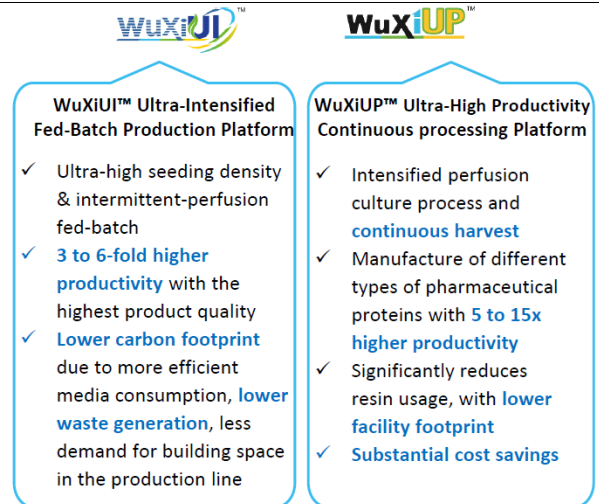 WuXiUI™
WuXiUP™
WuXiUI™ Ultra-Intensified
Fed-Batch Production Platform
✓ Ultra-high seeding density
& intermittent-perfusion
fed-batch
✓ 3 to 6-fold higher
productivity with the
highest product quality
✓ Lower carbon footprint
due to more efficient
media consumption, lower
waste generation, less
demand for building space
in the production line
WuXiUP™ Ultra-High Productivity
Continuous processing Platform
✓ Intensified perfusion
culture process and
continuous harvest
✓ Manufacture of different
types of pharmaceutical
proteins with 5 to 15x
higher productivity
✓ Significantly reduces
resin usage, with lower
facility footprint
✓ Substantial cost savings